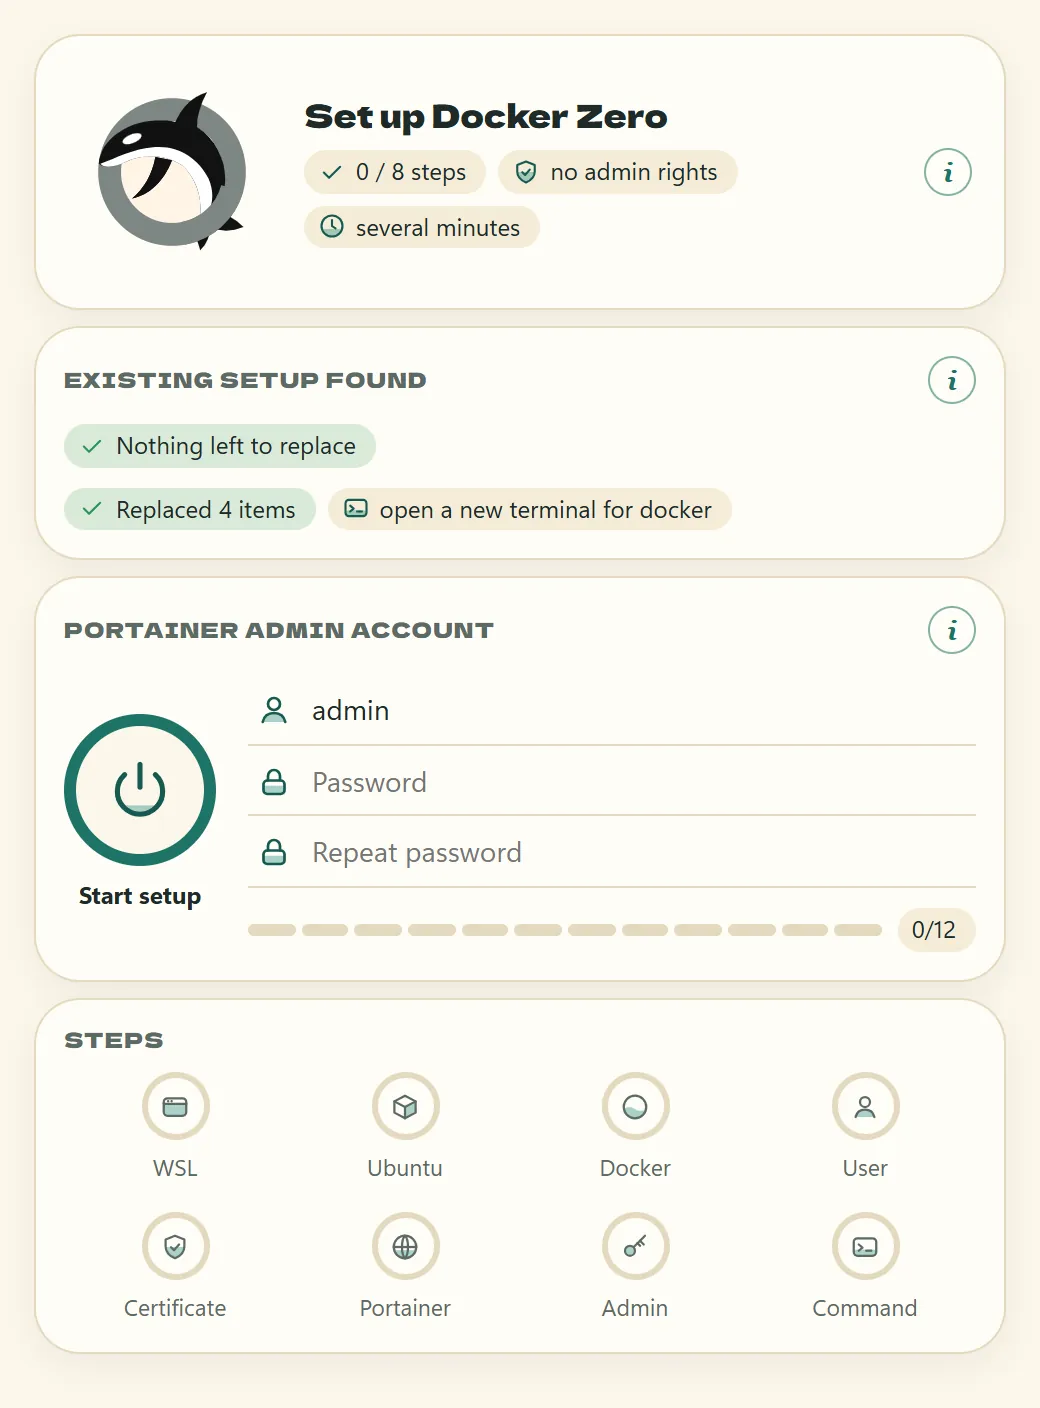 Set up Docker Zero
0 / 8 steps
no admin rights
several minutes
i
EXISTING SETUP FOUND
i
Nothing left to replace
Replaced 4 items
open a new terminal for docker
PORTAINER ADMIN ACCOUNT
i
admin
Password
Repeat password
Start setup
0/12
STEPS
WSL
Ubuntu
Docker
User
Certificate
Portainer
Admin
Command